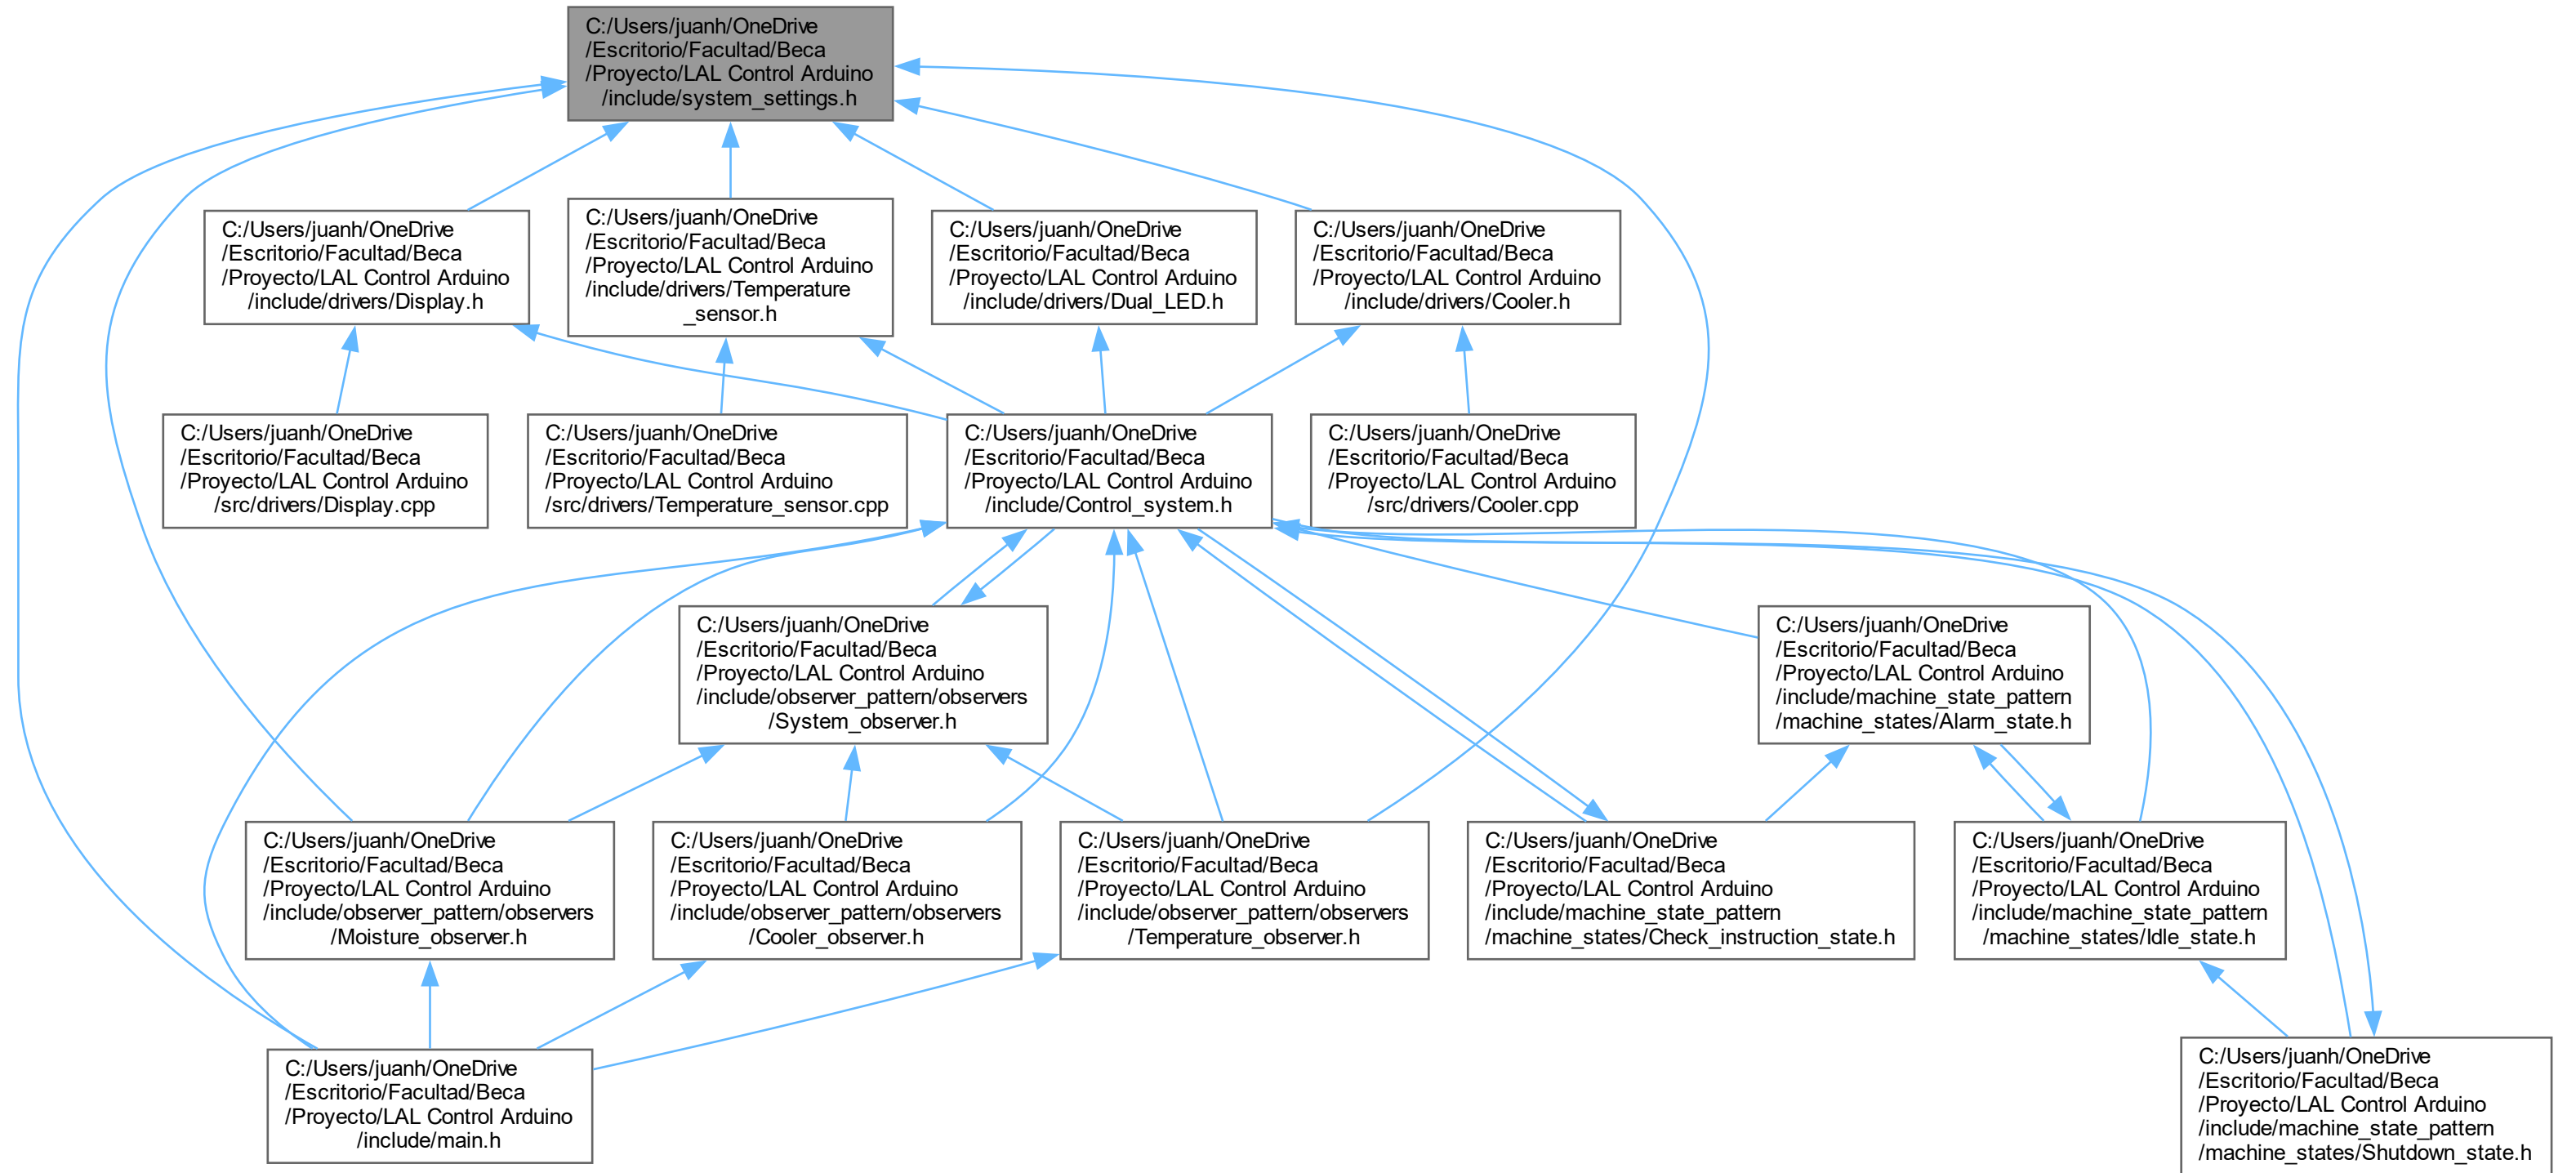 C:/Users/juanh/OneDrive
/Escritorio/Facultad/Beca
/Proyecto/LAL Control Arduino
/include/system_settings.h
C:/Users/juanh/OneDrive
/Escritorio/Facultad/Beca
/Proyecto/LAL Control Arduino
/include/drivers/Display.h
C:/Users/juanh/OneDrive
/Escritorio/Facultad/Beca
/Proyecto/LAL Control Arduino
/include/drivers/Temperature
_sensor.h
C:/Users/juanh/OneDrive
/Escritorio/Facultad/Beca
/Proyecto/LAL Control Arduino
/include/drivers/Dual_LED.h
C:/Users/juanh/OneDrive
/Escritorio/Facultad/Beca
/Proyecto/LAL Control Arduino
/include/drivers/Cooler.h
C:/Users/juanh/OneDrive
/Escritorio/Facultad/Beca
/Proyecto/LAL Control Arduino
/src/drivers/Display.cpp
C:/Users/juanh/OneDrive
/Escritorio/Facultad/Beca
/Proyecto/LAL Control Arduino
/src/drivers/Temperature_sensor.cpp
C:/Users/juanh/OneDrive
/Escritorio/Facultad/Beca
/Proyecto/LAL Control Arduino
/include/Control_system.h
C:/Users/juanh/OneDrive
/Escritorio/Facultad/Beca
/Proyecto/LAL Control Arduino
/src/drivers/Cooler.cpp
C:/Users/juanh/OneDrive
/Escritorio/Facultad/Beca
/Proyecto/LAL Control Arduino
/include/observer_pattern/observers
/System_observer.h
C:/Users/juanh/OneDrive
/Escritorio/Facultad/Beca
/Proyecto/LAL Control Arduino
/include/machine_state_pattern
/machine_states/Alarm_state.h
C:/Users/juanh/OneDrive
/Escritorio/Facultad/Beca
/Proyecto/LAL Control Arduino
/include/observer_pattern/observers
/Moisture_observer.h
C:/Users/juanh/OneDrive
/Escritorio/Facultad/Beca
/Proyecto/LAL Control Arduino
/include/observer_pattern/observers
/Cooler_observer.h
C:/Users/juanh/OneDrive
/Escritorio/Facultad/Beca
/Proyecto/LAL Control Arduino
/include/observer_pattern/observers
/Temperature_observer.h
C:/Users/juanh/OneDrive
/Escritorio/Facultad/Beca
/Proyecto/LAL Control Arduino
/include/machine_state_pattern
/machine_states/Check_instruction_state.h
C:/Users/juanh/OneDrive
/Escritorio/Facultad/Beca
/Proyecto/LAL Control Arduino
/include/machine_state_pattern
/machine_states/Idle_state.h
C:/Users/juanh/OneDrive
/Escritorio/Facultad/Beca
/Proyecto/LAL Control Arduino
/include/main.h
C:/Users/juanh/OneDrive
/Escritorio/Facultad/Beca
/Proyecto/LAL Control Arduino
/include/machine_state_pattern
/machine_states/Shutdown_state.h